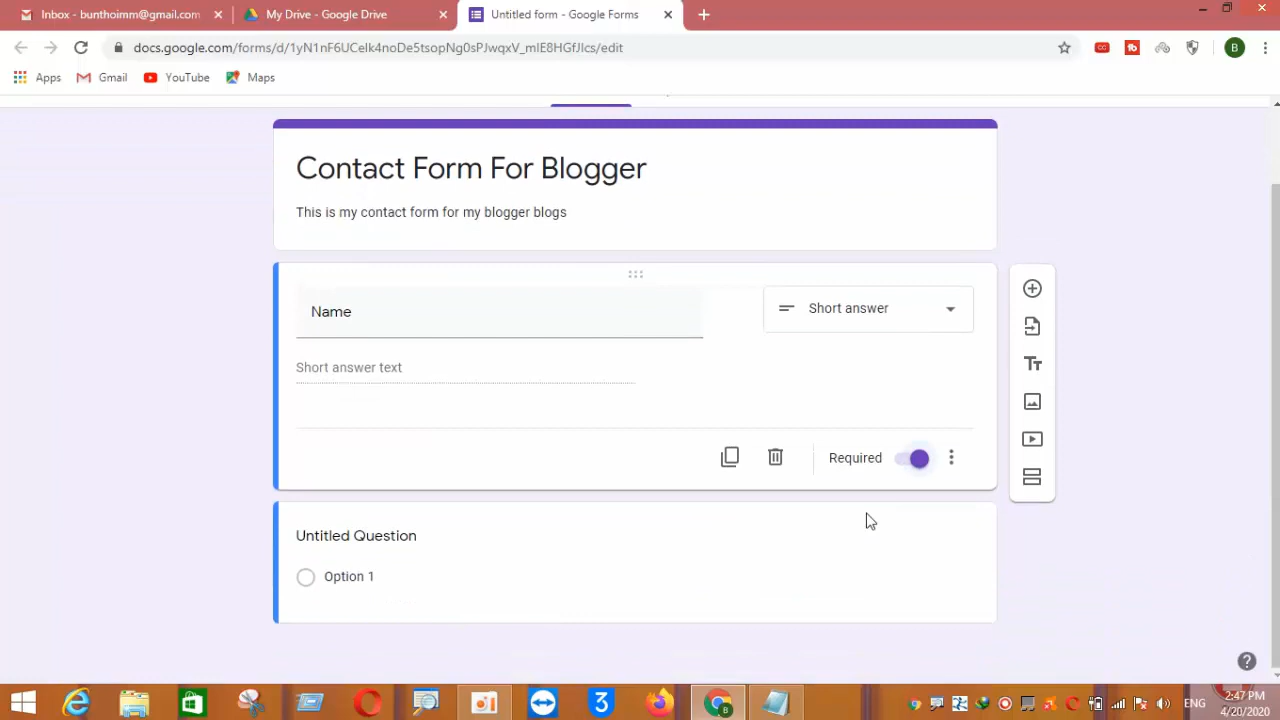 Inbox - bunthoimm@gmail.com
My Drive - Google Drive
Untitled form - Google Forms
docs.google.com/forms/d/1yN1nF6UCelk4noDe5tsopNg0sPJwqxV_mlE8HGfJlcs/edit
B
Apps
Gmail
YouTube
Maps
Contact Form For Blogger
This is my contact form for my blogger blogs
Name
Short answer
Short answer text
Tт
Required
Untitled Question
Option 1
ENG
2:47 PM
4/20/2020